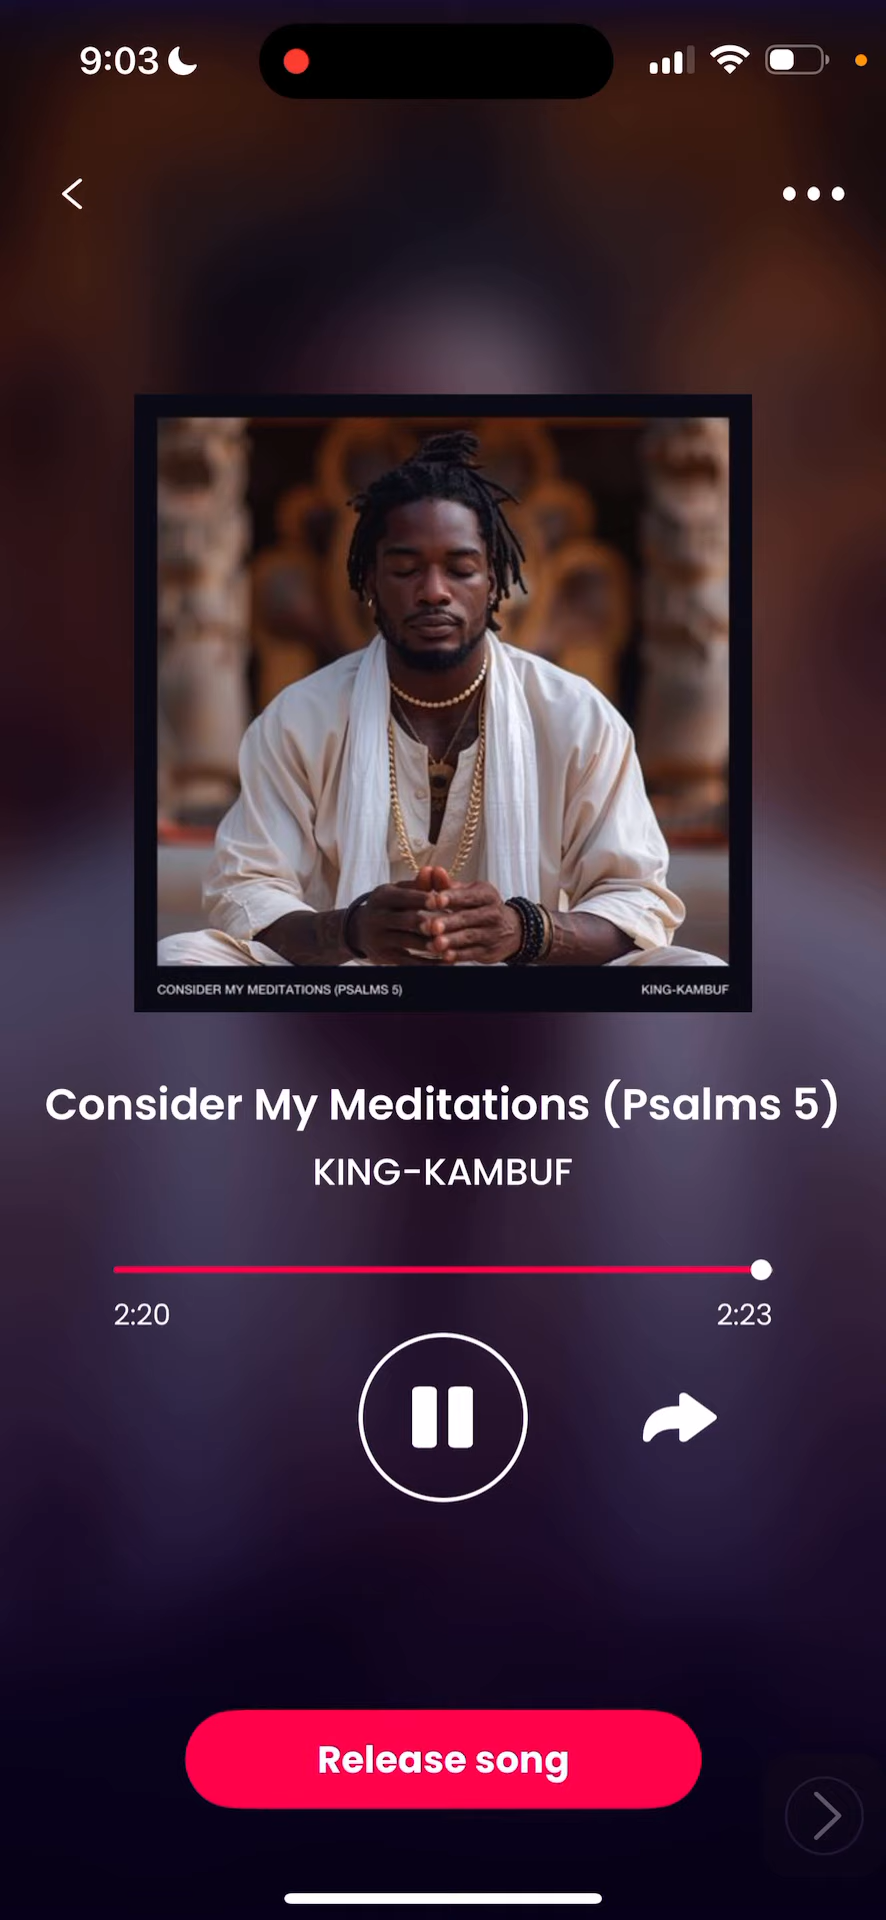 9:03
CONSIDER MY MEDITATIONS (PSALMS 5) KING-KAMBUF
Consider My Meditations (Psalms 5)
KING-KAMBUF
2:20 2:23
Release song